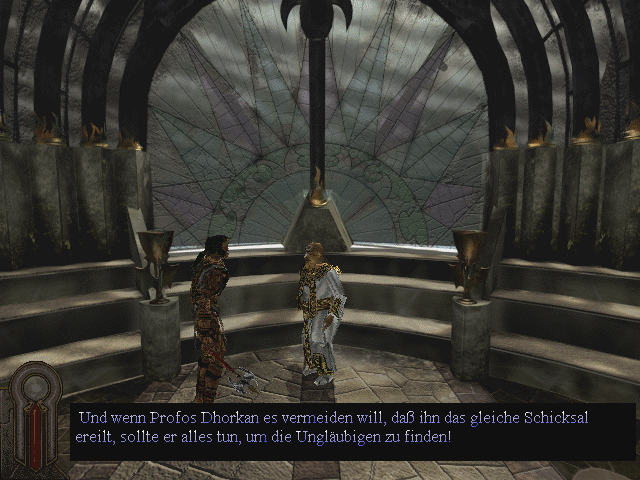 Und wenn Profos Dhorkan es vermeiden will, daß ihn das gleiche Schicksal
ereilt, sollte er alles tun, um die Ungläubigen zu finden!